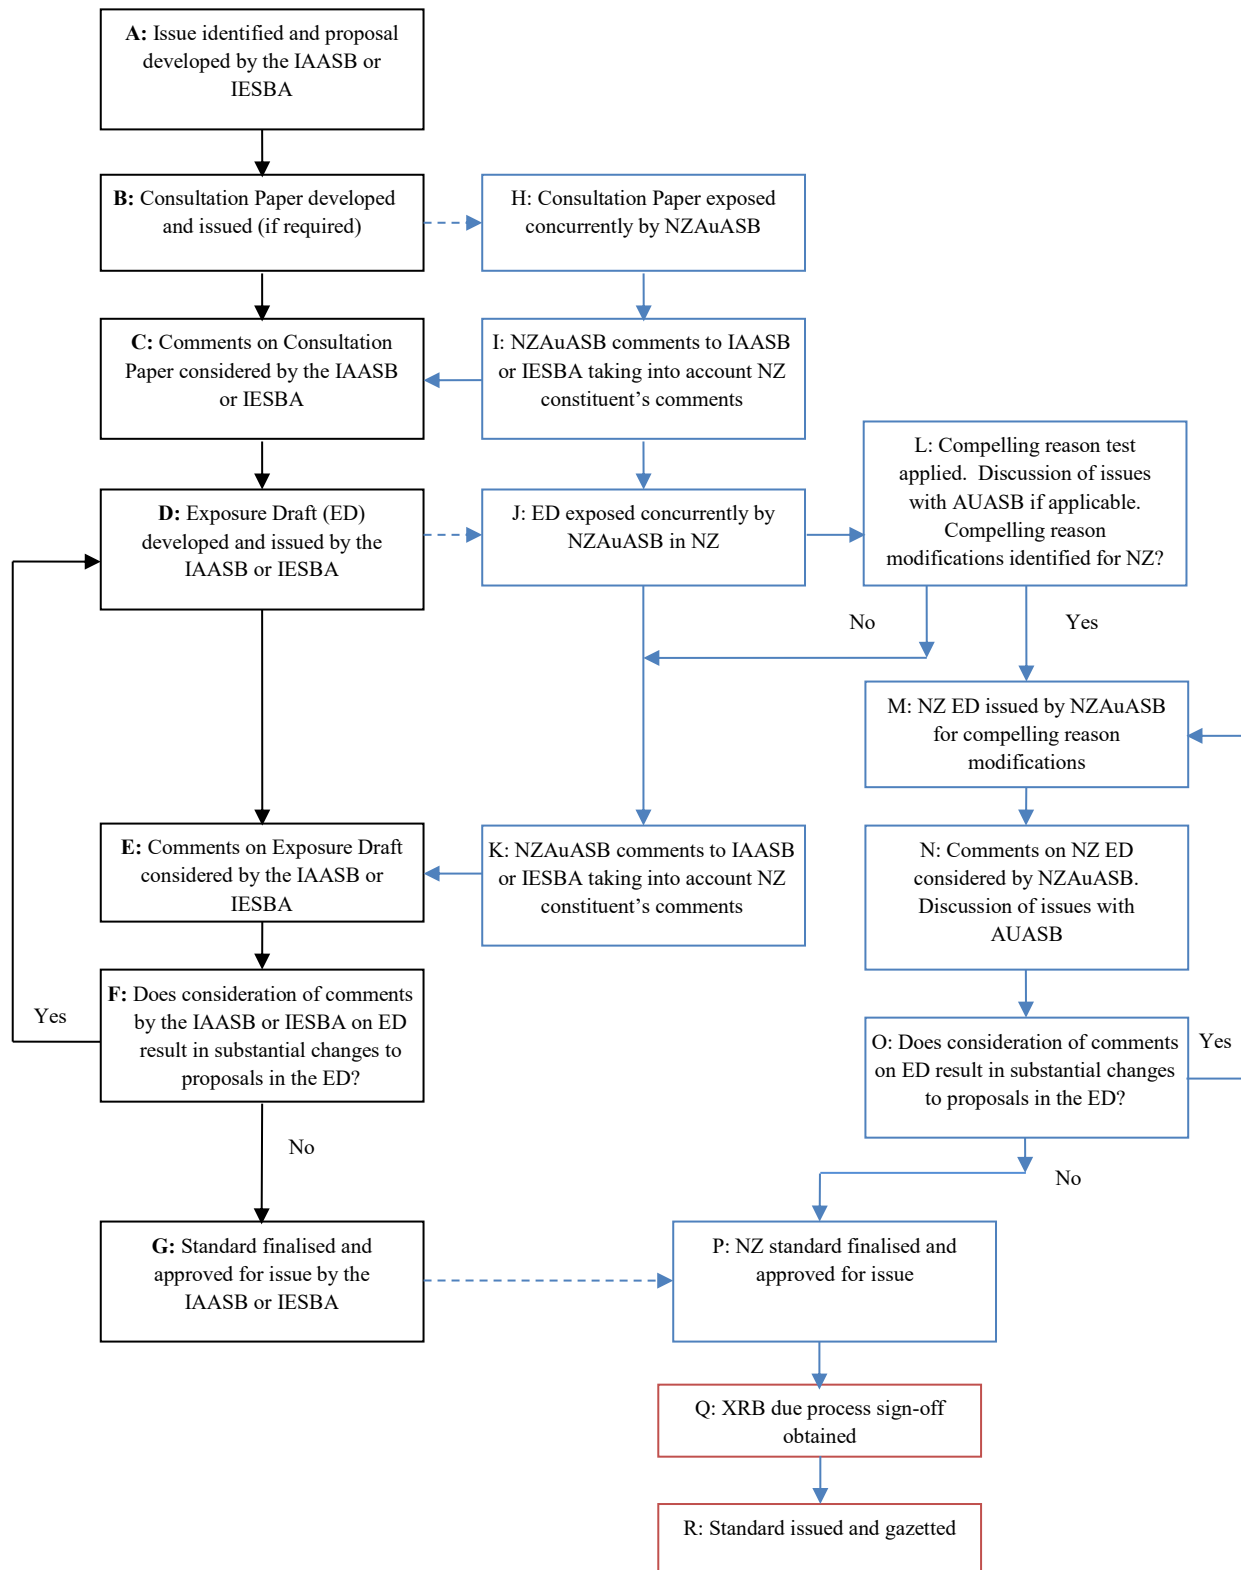 A: Issue identified and proposal
developed by the IAASB or
IESBA
B: Consultation Paper developed
and issued (if required)
H: Consultation Paper exposed
concurrently by NZAuASB
C: Comments on Consultation
Paper considered by the IAASB
or IESBA
I: NZAuASB comments to IAASB
or IESBA taking into account NZ
constituent's comments
L: Compelling reason test
applied. Discussion of issues
with AUASB if applicable.
Compelling reason
modifications identified for NZ?
D: Exposure Draft (ED)
developed and issued by the
IAASB or IESBA
J: ED exposed concurrently by
NZAuASB in NZ
No
Yes
M: NZ ED issued by NZAuASB
for compelling reason
modifications
E: Comments on Exposure Draft
considered by the IAASB or
IESBA
K: NZAuASB comments to IAASB
or IESBA taking into account NZ
constituent's comments
N: Comments on NZ ED
considered by NZAuASB.
Discussion of issues with
AUASB
Yes
F: Does consideration of comments
by the IAASB or IESBA on ED
result in substantial changes to
proposals in the ED?
O: Does consideration of comments
on ED result in substantial changes
to proposals in the ED?
Yes
No
No
G: Standard finalised and
approved for issue by the
IAASB or IESBA
P: NZ standard finalised and
approved for issue
Q: XRB due process sign-off
obtained
R: Standard issued and gazetted